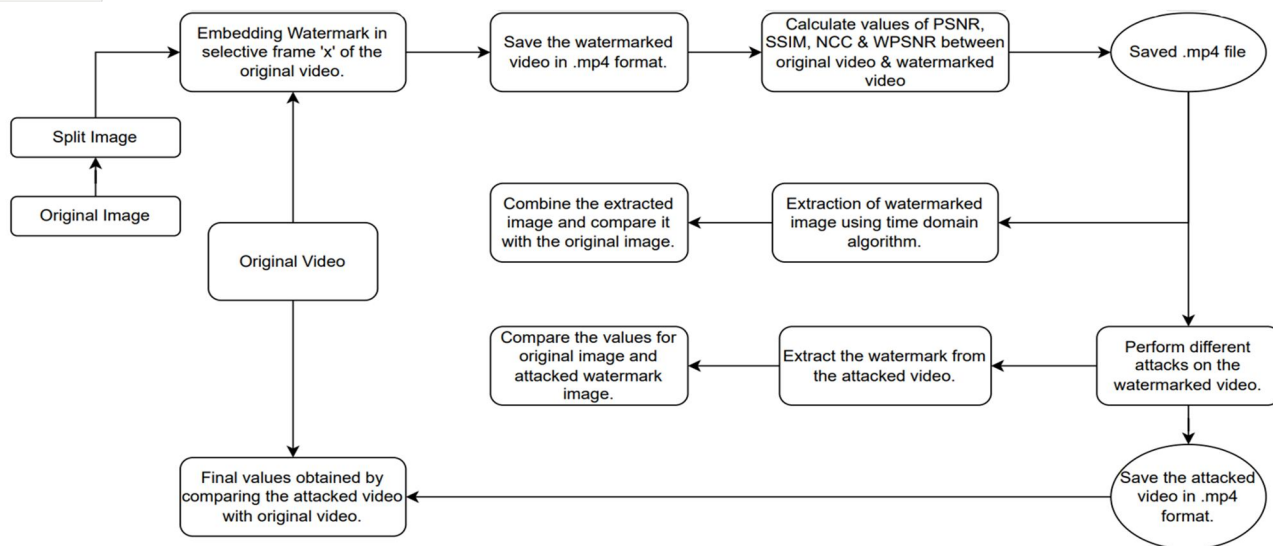 Embedding Watermark in
selective frame 'x' of the
original video.
Save the watermarked
video in .mp4 format.
Calculate values of PSNR,
SSIM, NCC & WPSNR between
original video & watermarked
video
Saved .mp4 file
Split Image
Original Image
Original Video
Combine the extracted
image and compare it
with the original image.
Extraction of watermarked
image using time domain
algorithm.
Compare the values for
original image and
attacked watermark
image.
Extract the watermark from
the attacked video.
Perform different
attacks on the
watermarked video.
Final values obtained by
comparing the attacked video
with original video.
Save the attacked
video in .mp4
format.